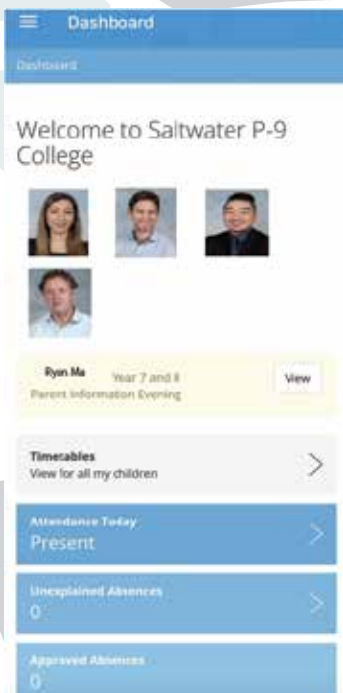 Dashboard
Dashboard
Welcome to Saltwater P-9
College
Ryan Ma Year 7 and 8 View
Parent Information Evening
Timetables
View for all my children
Attendance Today
Present
Unexplained Absences
0
Approved Absences
0